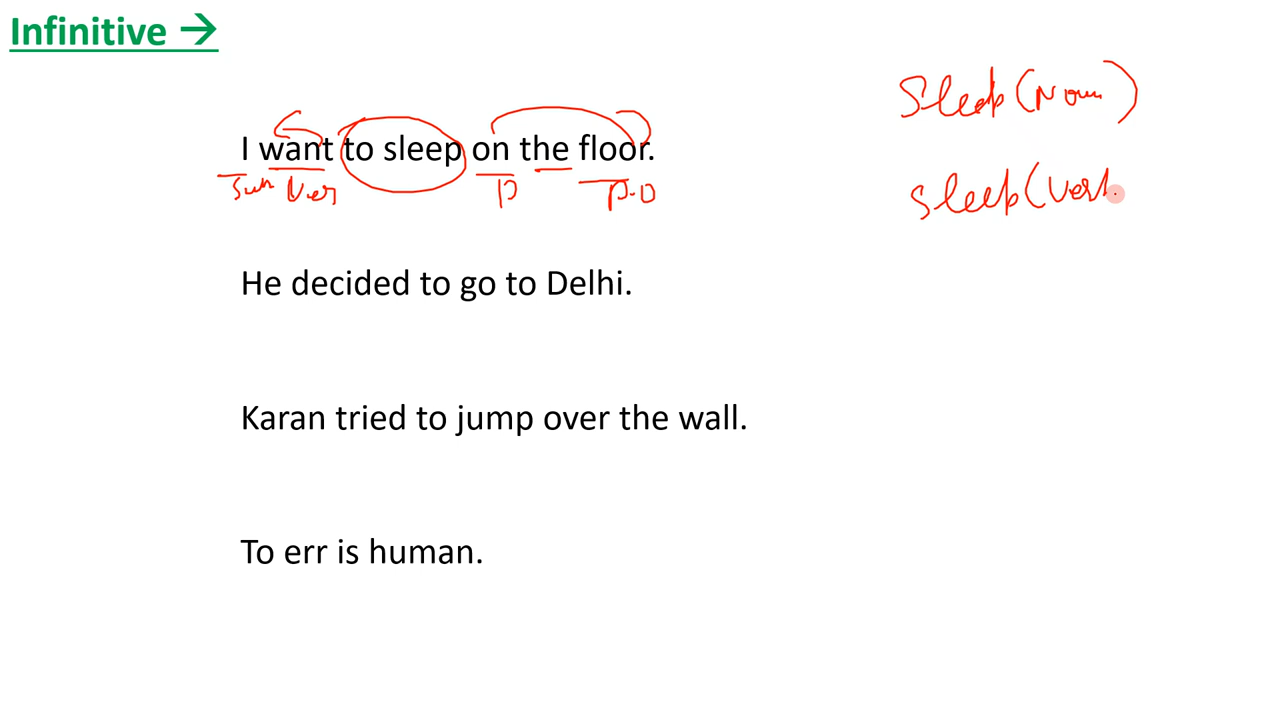 Infinitive →
Sleep (Noun)
I want to sleep on the floor.
Sub Ver P P.O
Sleep (Verb
He decided to go to Delhi.
Karan tried to jump over the wall.
To err is human.